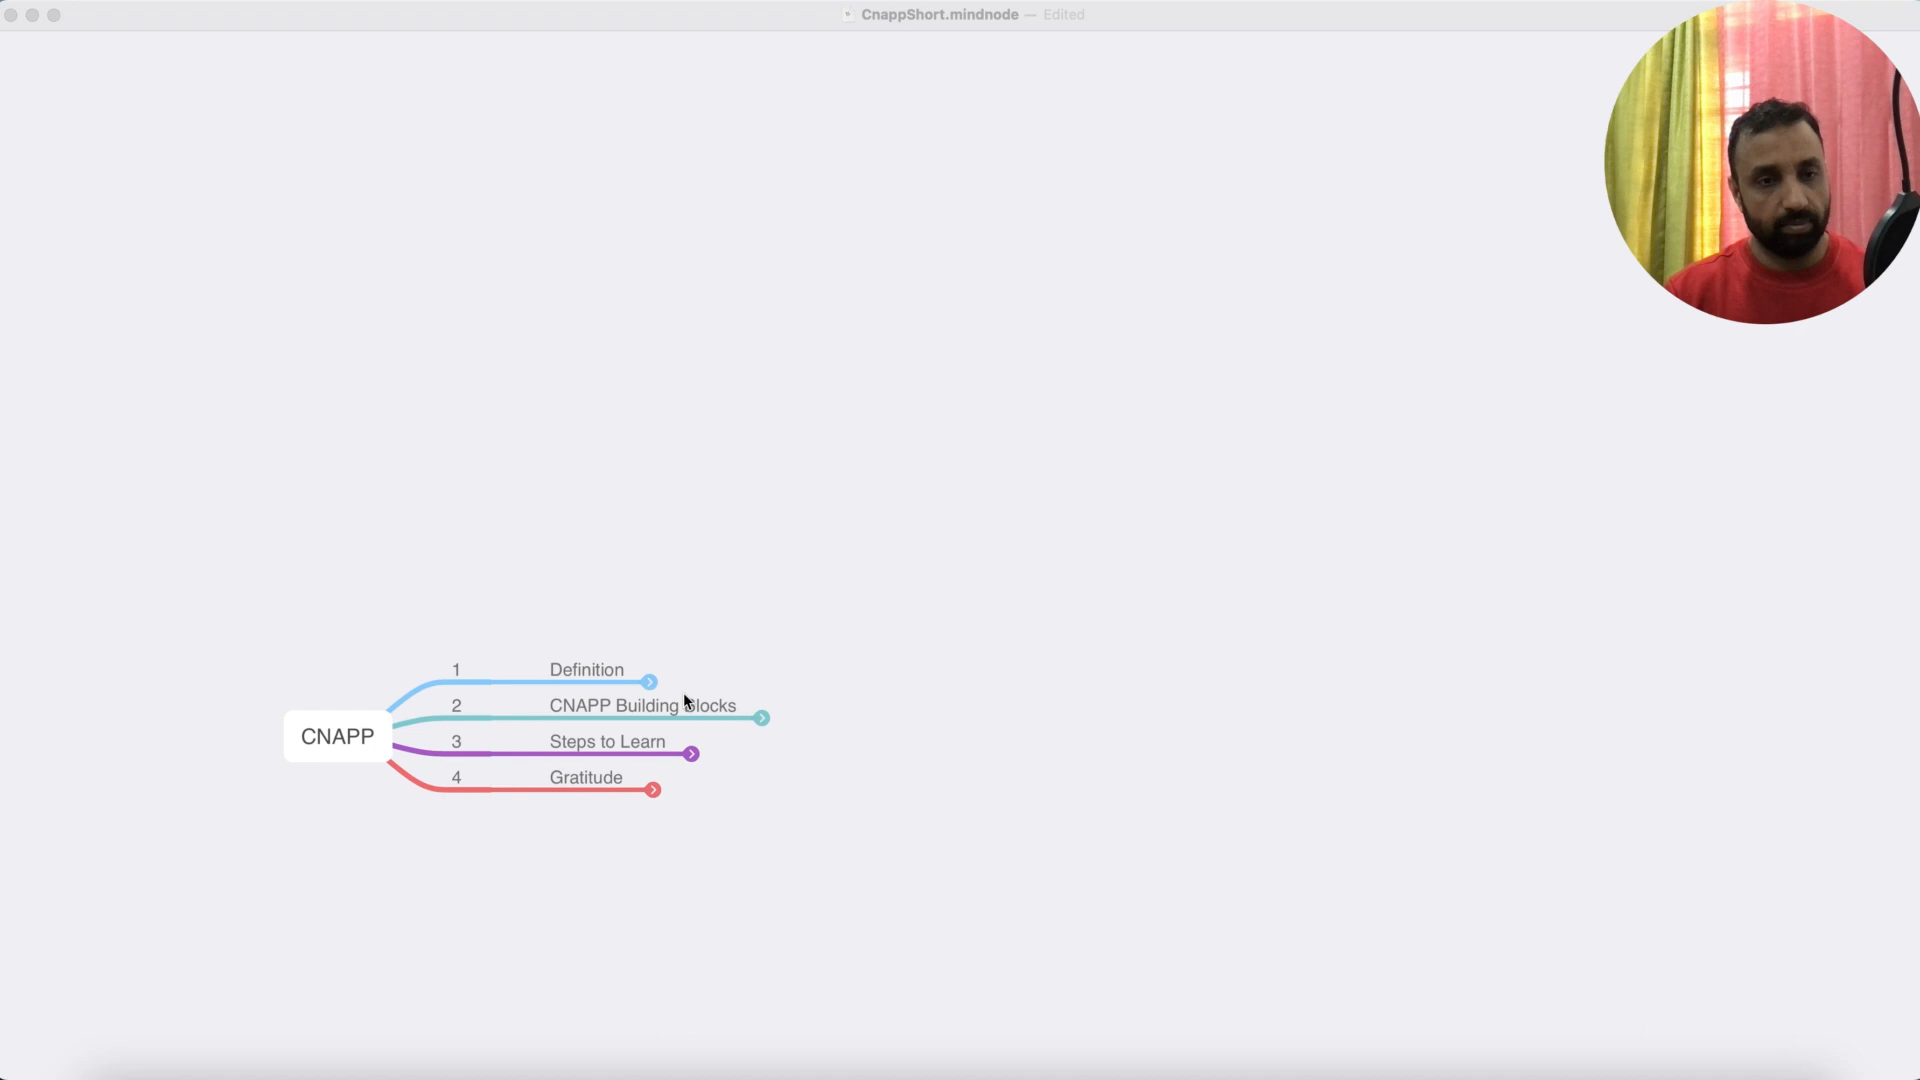 CnappShort.mindnode — Edited
1 Definition
2 CNAPP Building Blocks
CNAPP
3 Steps to Learn
4 Gratitude